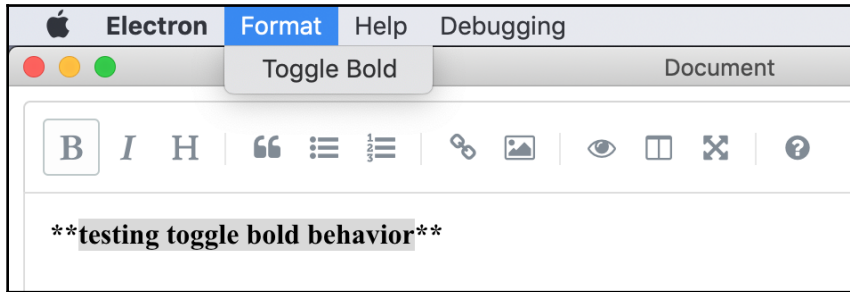 Electron Format Help Debugging
Toggle Bold Document
B I H
**testing toggle bold behavior**